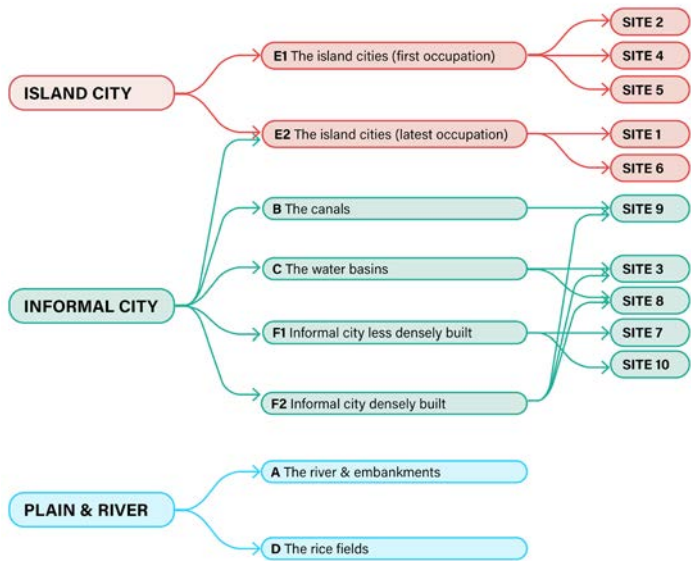 SITE 2
E1 The island cities (first occupation)
SITE 4
ISLAND CITY
SITE 5
E2 The island cities (latest occupation)
SITE 1
SITE 6
B The canals
SITE 9
C The water basins
SITE 3
INFORMAL CITY
SITE 8
F1 Informal city less densely built
SITE 7
SITE 10
F2 Informal city densely built
A The river & embankments
PLAIN & RIVER
D The rice fields